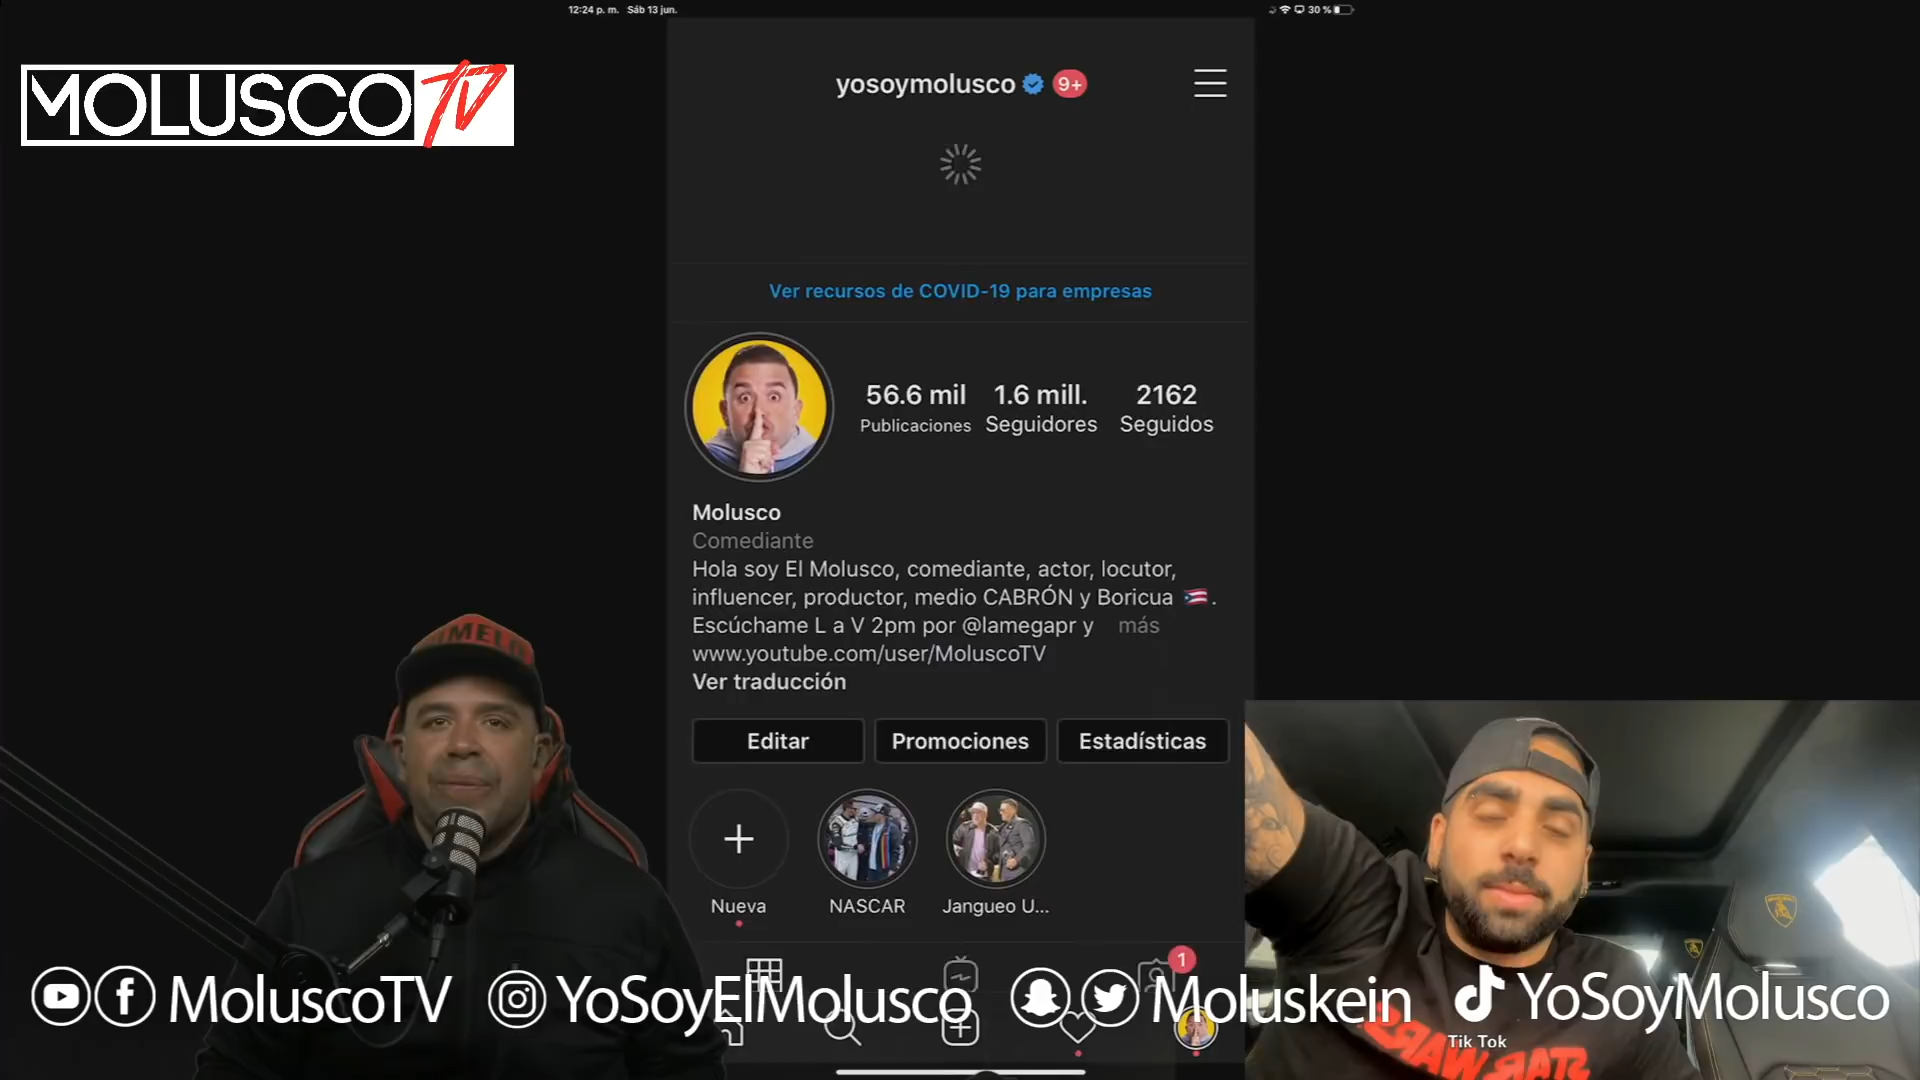 12:24 p. m. Sáb 13 jun.
30 %
MOLUSCO TV
yosoymolusco 9+
Ver recursos de COVID-19 para empresas
56.6 mil 1.6 mill. 2162
Publicaciones Seguidores Seguidos
Molusco
Comediante
Hola soy El Molusco, comediante, actor, locutor,
influencer, productor, medio CABRÓN y Boricua 🇵🇷.
Escúchame L a V 2pm por @lamegapr y más
www.youtube.com/user/MoluscoTV
Ver traducción
Editar Promociones Estadísticas
Nueva NASCAR Jangueo U...
1
MoluscoTV YoSoyElMolusco Moluskein YoSoyMolusco
Tik Tok
STAR WARS